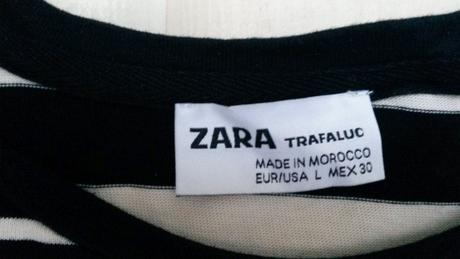 ZARA TRAFALUC
MADE IN MOROCCO
EUR/USA L MEX 30